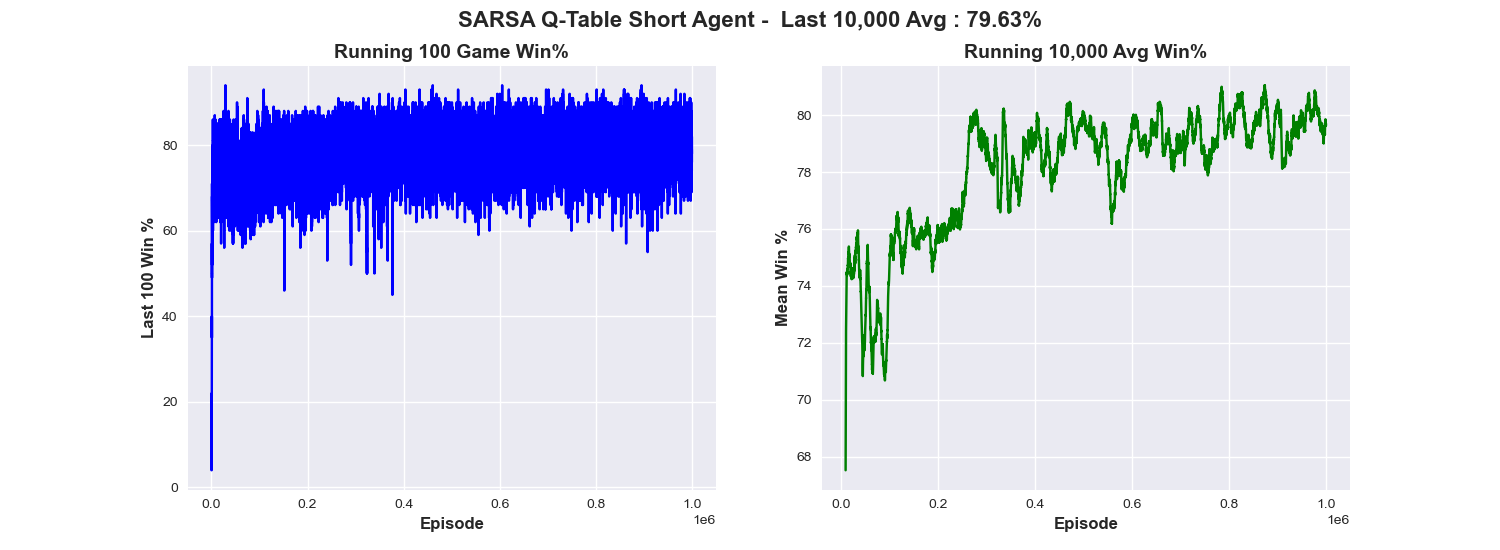 SARSA Q-Table Short Agent -  Last 10,000 Avg : 79.63%
Running 100 Game Win%
Last 100 Win %
80
60
40
20
0
0.0 0.2 0.4 0.6 0.8 1.0
1e6
Episode
Running 10,000 Avg Win%
Mean Win %
80
78
76
74
72
70
68
0.0 0.2 0.4 0.6 0.8 1.0
1e6
Episode